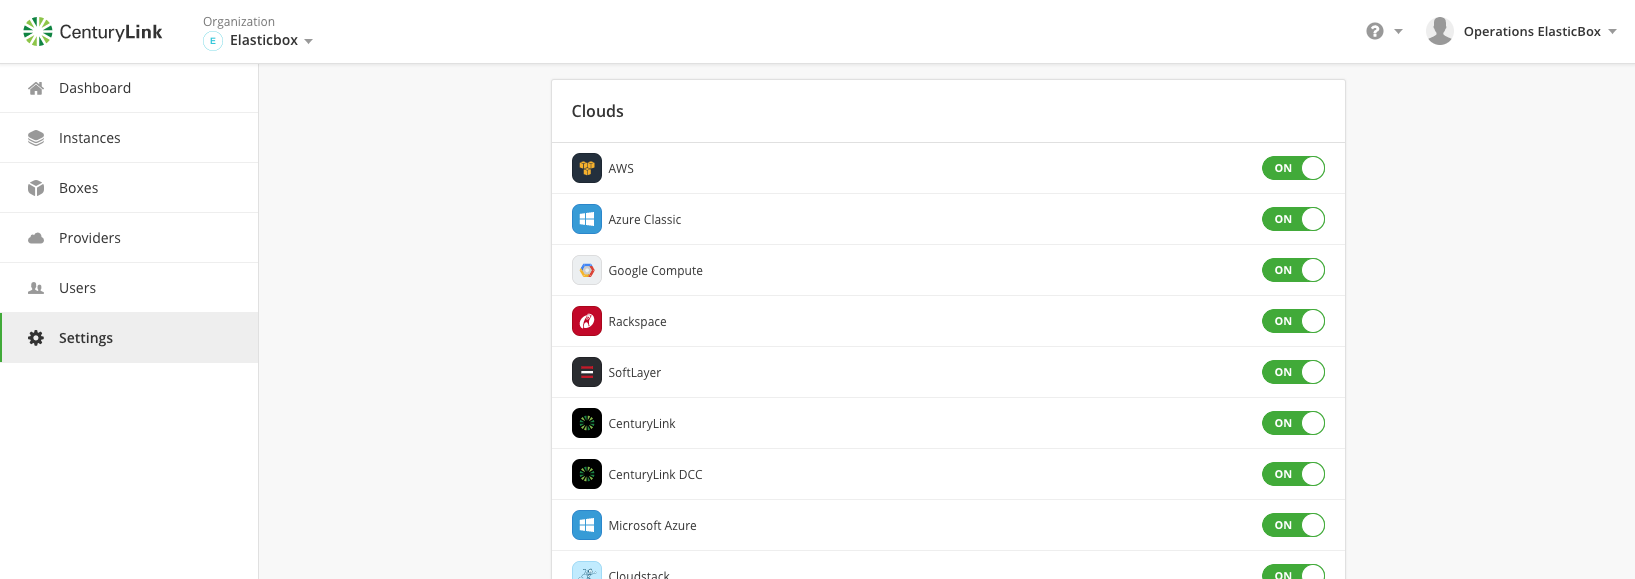 CenturyLink
Organization
E Elasticbox
?
Operations ElasticBox
Dashboard
Instances
Boxes
Providers
Users
Settings
Clouds
AWS ON
Azure Classic ON
Google Compute ON
Rackspace ON
SoftLayer ON
CenturyLink ON
CenturyLink DCC ON
Microsoft Azure ON
Cloudstack ON